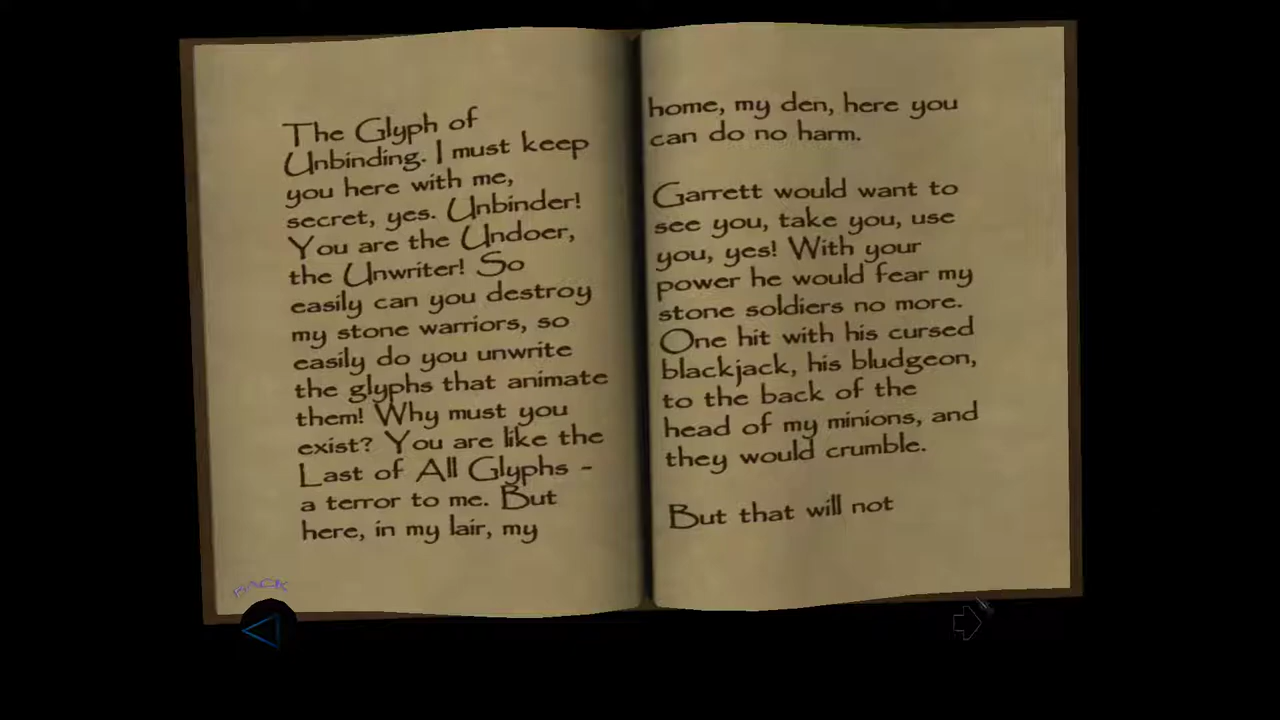 The Glyph of
Unbinding. I must keep
you here with me,
secret, yes. Unbinder!
You are the Undoer,
the Unwriter! So
easily can you destroy
my stone warriors, so
easily do you unwrite
the glyphs that animate
them! Why must you
exist? You are like the
Last of All Glyphs -
a terror to me. But
here, in my lair, my
home, my den, here you
can do no harm.
Garrett would want to
see you, take you, use
you, yes! With your
power he would fear my
stone soldiers no more.
One hit with his cursed
blackjack, his bludgeon,
to the back of the
head of my minions, and
they would crumble.
But that will not
BACK